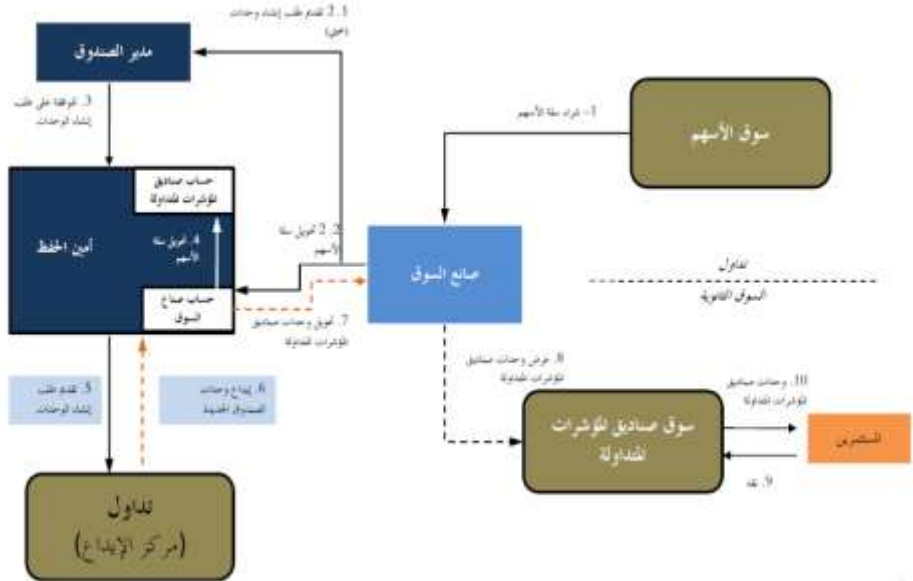 2.1 تقديم طلب إنشاء وحدات
مدير الصندوق
3. الموافقة على طلب
إنشاء الوحدات
1- شراء سلة الأسهم
سوق الأسهم
حساب صناديق
المؤشرات المتداولة
أمين الحفظ
4. تحويل سلة
الأسهم
حساب صناع
السوق
2.2 تحويل سلة
الأسهم
صانع السوق
تداول
السوق الثانوية
7. تحويل وحدات صناديق
المؤشرات المتداولة
5. تقديم طلب
إنشاء الوحدات
6. إيداع وحدات
الصندوق الجديدة
8. عرض وحدات صناديق
المؤشرات المتداولة
10. وحدات صناديق
المؤشرات المتداولة
سوق صناديق المؤشرات
المتداولة
المستثمرين
9. نقد
تداول
(مركز الإيداع)